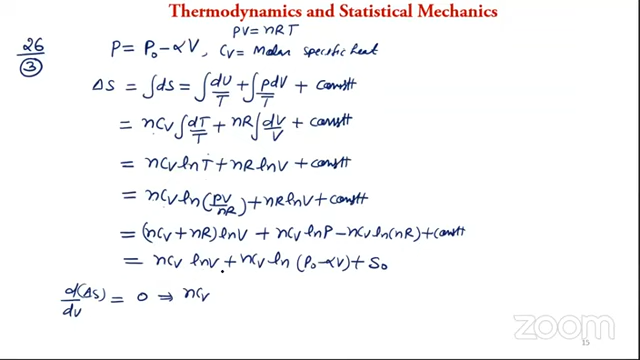 Thermodynamics and Statistical Mechanics
PV = nRT
26
③
P = P₀ - αV, Cv = Molar specific heat
ΔS = ∫dS = ∫dU/T + ∫PdV/T + constt
= nCv ∫dT/T + nR ∫dV/V + constt
= nCv lnT + nR lnV + constt
= nCv ln(PV/nR) + nR lnV + constt
= (nCv + nR) lnV + nCv lnP - nCv ln(nR) + constt
= nCv lnV + nCv ln (P₀ - αV) + S₀
d(ΔS)/dV = 0 ⇒ nCv
zoom
15